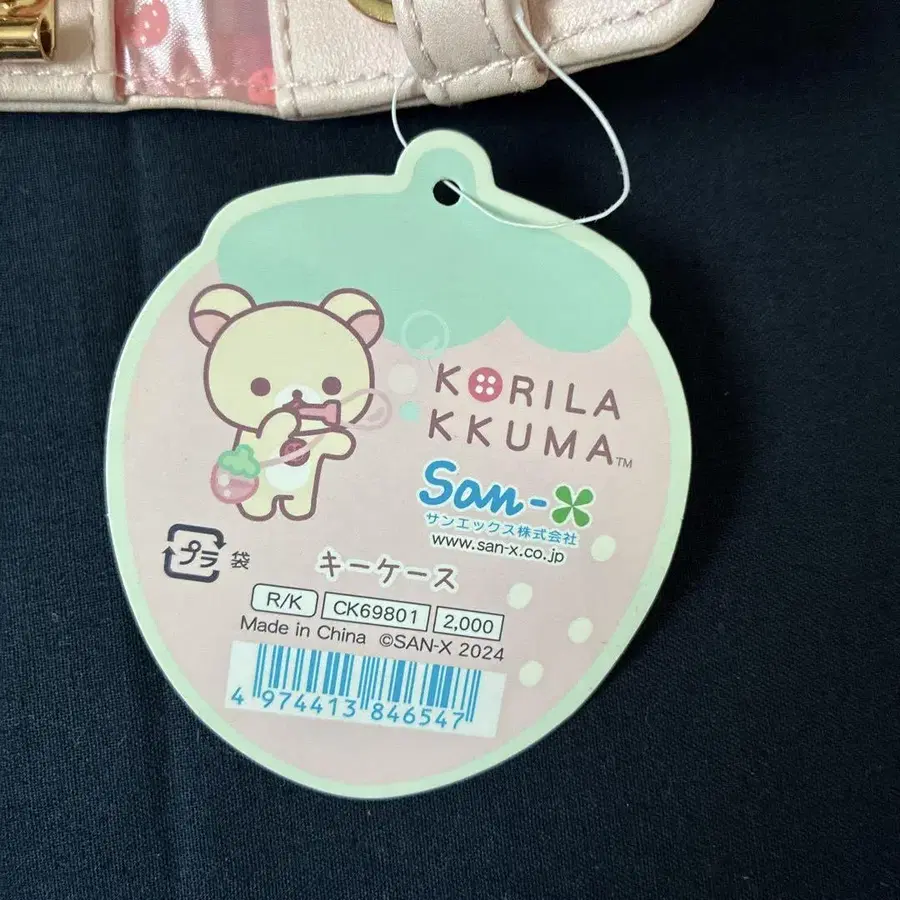 KORILA
KKUMA™
San-X
サンエックス株式会社
www.san-x.co.jp
プラ 袋
キーケース
R/K CK69801 2,000
Made in China ©SAN-X 2024
4 974413 846547